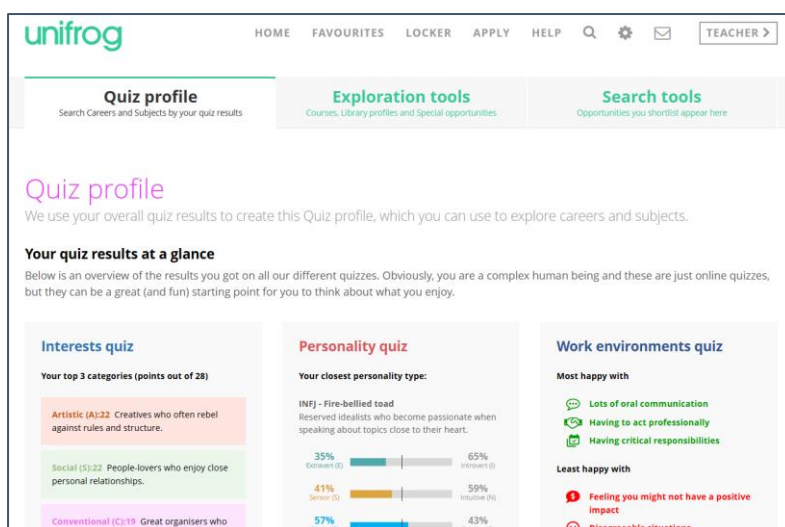 unifrog
HOME FAVOURITES LOCKER APPLY HELP TEACHER >
Quiz profile
Search Careers and Subjects by your quiz results
Exploration tools
Courses, Library profiles and Special opportunities
Search tools
Opportunities you shortlist appear here
Quiz profile
We use your overall quiz results to create this Quiz profile, which you can use to explore careers and subjects.
Your quiz results at a glance
Below is an overview of the results you got on all our different quizzes. Obviously, you are a complex human being and these are just online quizzes,
but they can be a great (and fun) starting point for you to think about what you enjoy.
Interests quiz
Your top 3 categories (points out of 28)
Artistic (A):22 Creatives who often rebel
against rules and structure.
Social (S):22 People-lovers who enjoy close
personal relationships.
Conventional (C):19 Great organisers who
Personality quiz
Your closest personality type:
INFJ - Fire-bellied toad
Reserved idealists who become passionate when
speaking about topics close to their heart.
35% 65%
Extravert (E) Introvert (I)
41% 59%
Sensor (S) Intuitive (N)
57% 43%
Work environments quiz
Most happy with
Lots of oral communication
Having to act professionally
Having critical responsibilities
Least happy with
Feeling you might not have a positive
impact
Disagreeable situations